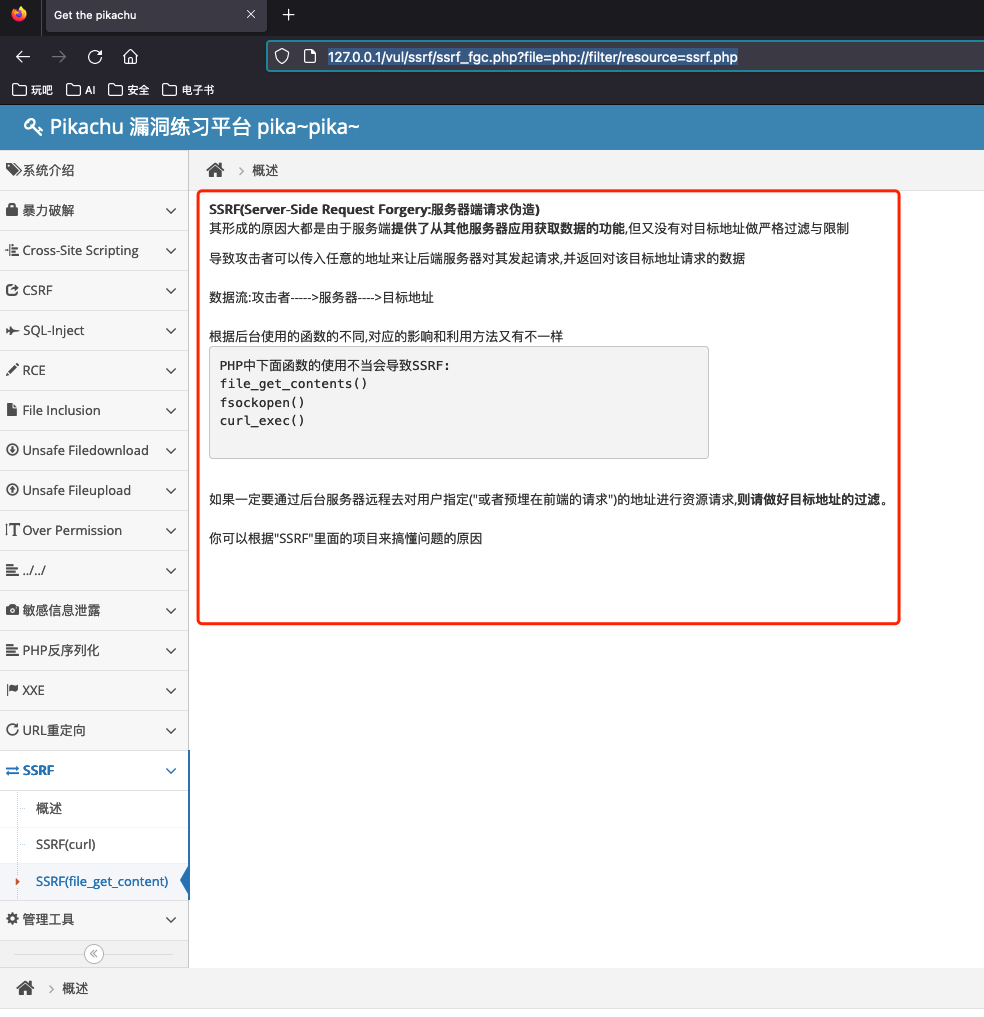 Get the pikachu
127.0.0.1/vul/ssrf/ssrf_fgc.php?file=php://filter/resource=ssrf.php
玩吧 AI 安全 电子书
Pikachu 漏洞练习平台 pika~pika~
系统介绍
暴力破解
Cross-Site Scripting
CSRF
SQL-Inject
RCE
File Inclusion
Unsafe Filedownload
Unsafe Fileupload
Over Permission
../../
敏感信息泄露
PHP反序列化
XXE
URL重定向
SSRF
概述
SSRF(curl)
SSRF(file_get_content)
管理工具
概述
SSRF(Server-Side Request Forgery:服务器端请求伪造)
其形成的原因大都是由于服务端提供了从其他服务器应用获取数据的功能,但又没有对目标地址做严格过滤与限制
导致攻击者可以传入任意的地址来让后端服务器对其发起请求,并返回对该目标地址请求的数据
数据流:攻击者----->服务器---->目标地址
根据后台使用的函数的不同,对应的影响和利用方法又有不一样
PHP中下面函数的使用不当会导致SSRF:
file_get_contents()
fsockopen()
curl_exec()
如果一定要通过后台服务器远程去对用户指定("或者预埋在前端的请求")的地址进行资源请求,则请做好目标地址的过滤。
你可以根据"SSRF"里面的项目来搞懂问题的原因
概述